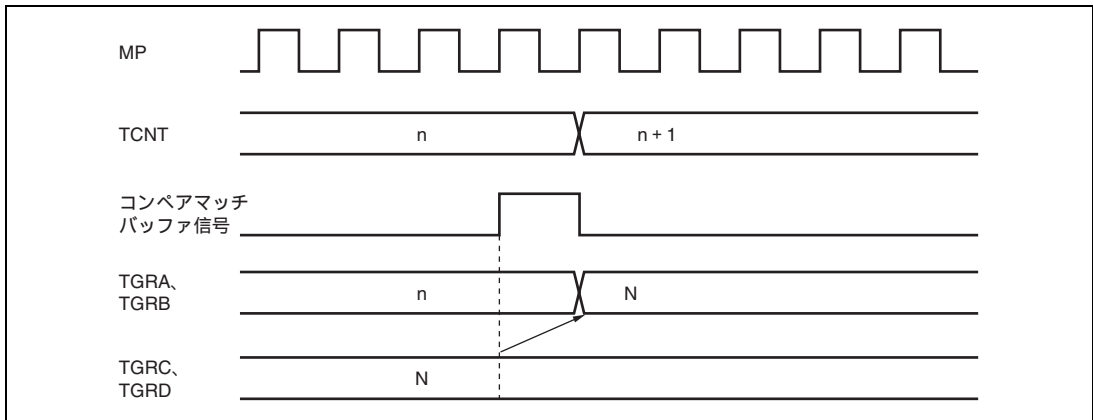 MP
TCNT
n
n + 1
コンペアマッチ
バッファ信号
TGRA、
TGRB
n
N
TGRC、
TGRD
N